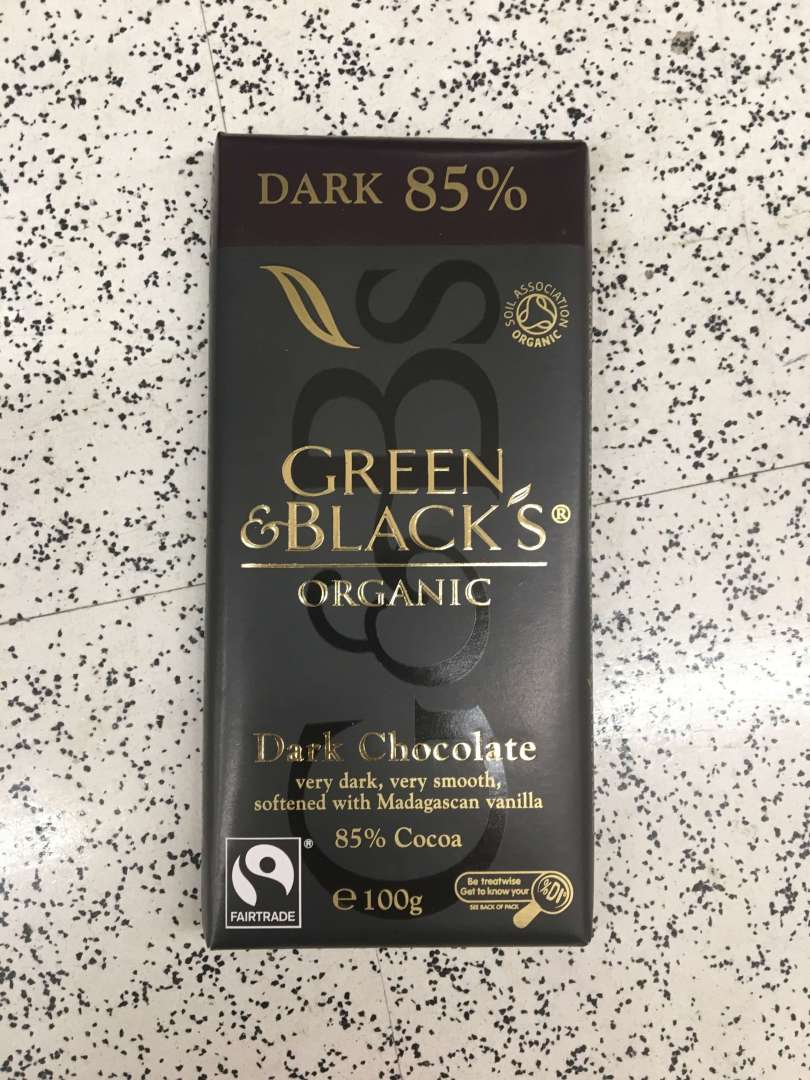 DARK 85%
G&Bs
SOIL ASSOCIATION
ORGANIC
GREEN
&BLACK'S®
ORGANIC
Dark Chocolate
very dark, very smooth,
softened with Madagascan vanilla
85% Cocoa
®
FAIRTRADE
℮ 100g
Be treatwise
Get to know your
SEE BACK OF PACK